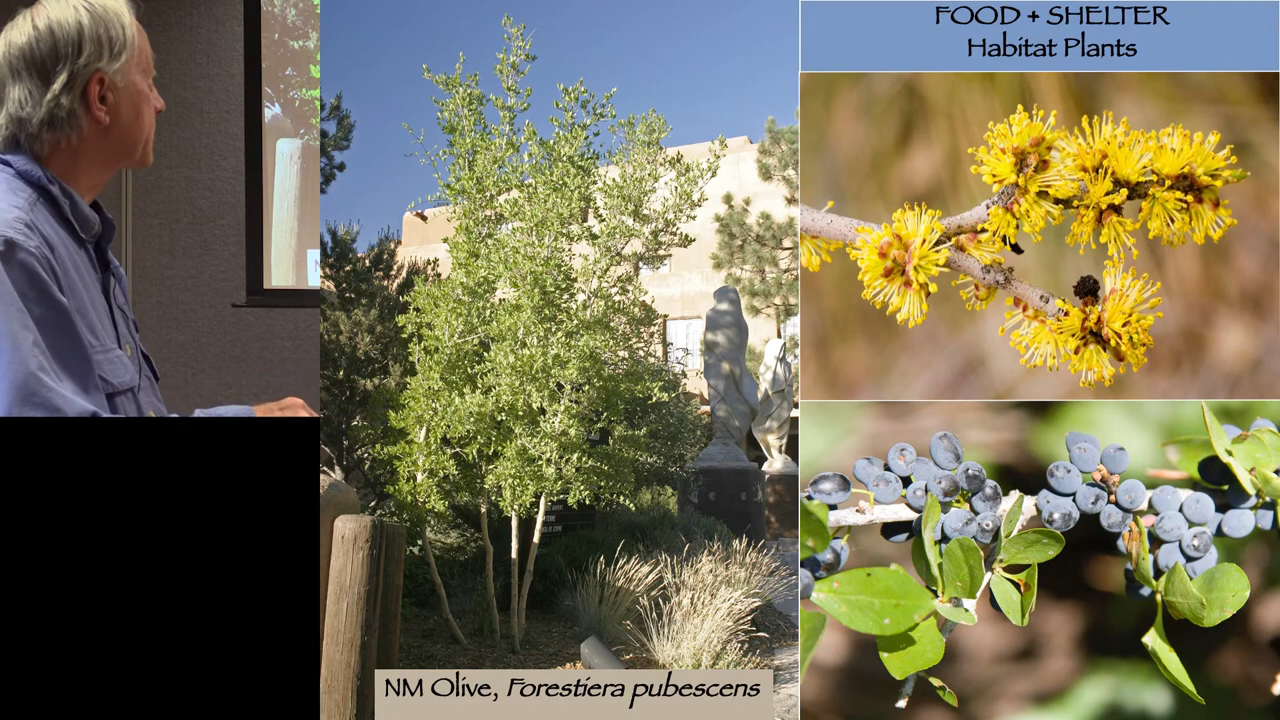 FOOD + SHELTER
Habitat Plants
NM Olive, Forestiera pubescens